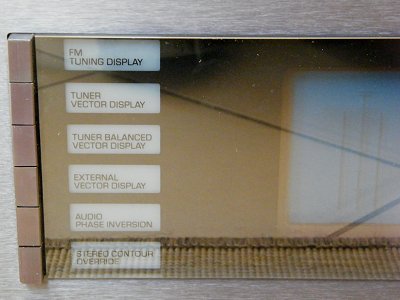 FM
TUNING DISPLAY
TUNER
VECTOR DISPLAY
TUNER BALANCED
VECTOR DISPLAY
EXTERNAL
VECTOR DISPLAY
AUDIO
PHASE INVERSION
STEREO CONTOUR
OVERRIDE